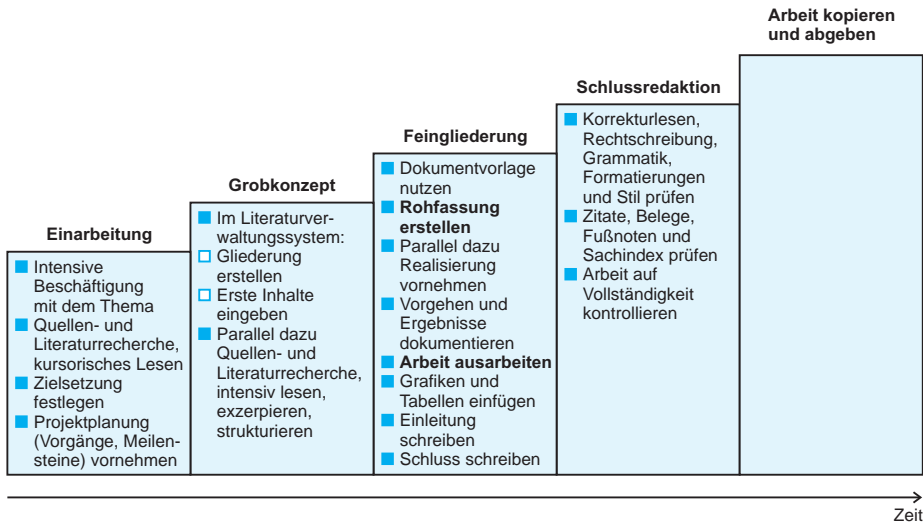 Einarbeitung
Intensive
Beschäftigung
mit dem Thema
Quellen- und
Literaturrecherche,
kursorisches Lesen
Zielsetzung
festlegen
Projektplanung
(Vorgänge, Meilen-
steine) vornehmen
Grobkonzept
Im Literaturver-
waltungssystem:
Gliederung
erstellen
Erste Inhalte
eingeben
Parallel dazu
Quellen- und
Literaturrecherche,
intensiv lesen,
exzerpieren,
strukturieren
Feingliederung
Dokumentvorlage
nutzen
Rohfassung
erstellen
Parallel dazu
Realisierung
vornehmen
Vorgehen und
Ergebnisse
dokumentieren
Arbeit ausarbeiten
Grafiken und
Tabellen einfügen
Einleitung
schreiben
Schluss schreiben
Schlussredaktion
Korrekturlesen,
Rechtschreibung,
Grammatik,
Formatierungen
und Stil prüfen
Zitate, Belege,
Fußnoten und
Sachindex prüfen
Arbeit auf
Vollständigkeit
kontrollieren
Arbeit kopieren
und abgeben
Zeit